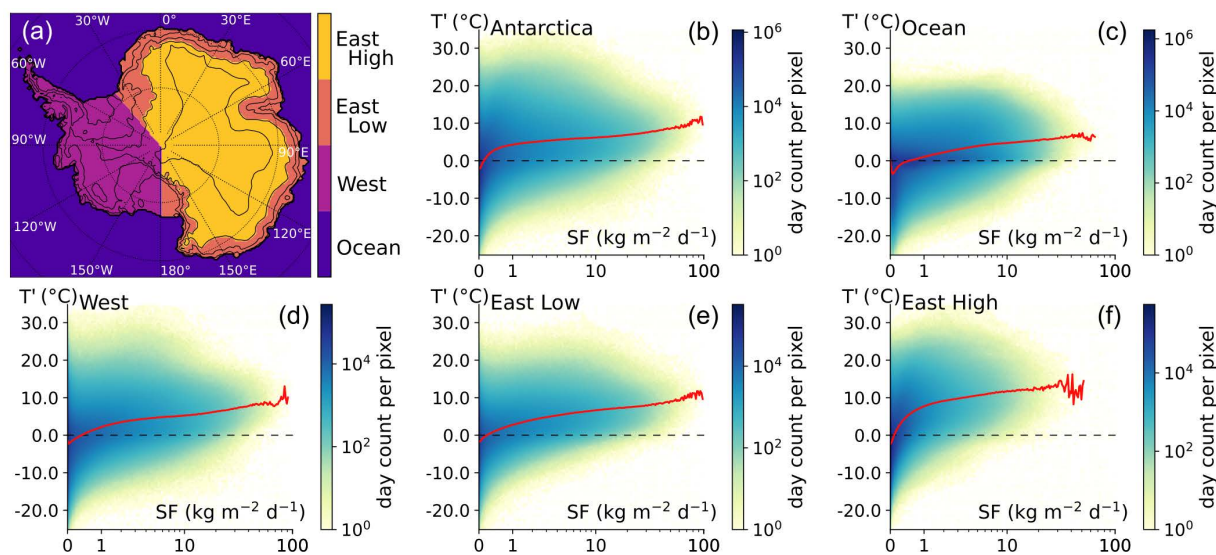 (a)
30°W
0°
30°E
60°W
60°E
90°W
90°E
120°W
120°E
150°W
180°
150°E
East
High
East
Low
West
Ocean
T' (°C) Antarctica (b)
30.0
20.0
10.0
0.0
-10.0
-20.0
SF (kg m⁻² d⁻¹)
0 1 10 100
10⁶
10⁴
10²
10⁰
day count per pixel
T' (°C) Ocean (c)
30.0
20.0
10.0
0.0
-10.0
-20.0
SF (kg m⁻² d⁻¹)
0 1 10 100
10⁶
10⁴
10²
10⁰
day count per pixel
T' (°C) West (d)
30.0
20.0
10.0
0.0
-10.0
-20.0
SF (kg m⁻² d⁻¹)
0 1 10 100
10⁴
10²
10⁰
day count per pixel
T' (°C) East Low (e)
30.0
20.0
10.0
0.0
-10.0
-20.0
SF (kg m⁻² d⁻¹)
0 1 10 100
10⁴
10²
10⁰
day count per pixel
T' (°C) East High (f)
30.0
20.0
10.0
0.0
-10.0
-20.0
SF (kg m⁻² d⁻¹)
0 1 10 100
10⁴
10²
10⁰
day count per pixel